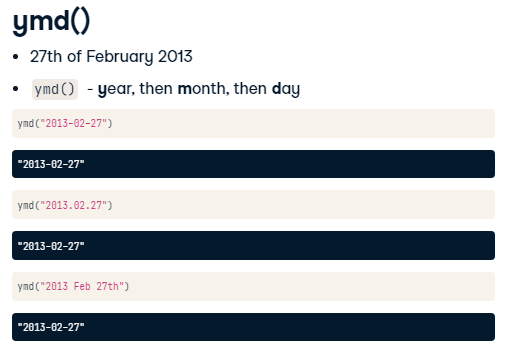 ymd()
• 27th of February 2013
• ymd() - year, then month, then day
ymd("2013-02-27")
"2013-02-27"
ymd("2013.02.27")
"2013-02-27"
ymd("2013 Feb 27th")
"2013-02-27"